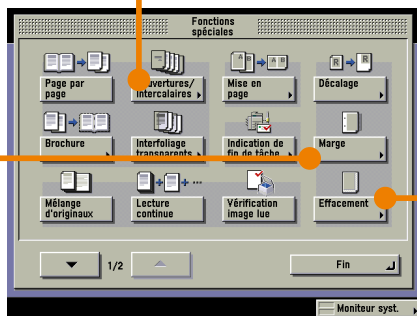 Fonctions
spéciales
Page par
page
intercalaires
Mise en
page
Décalage
Brochure
Interfoliage
transparents
Indication de
fin de tâche
Marge
Mélange
d'originaux
Lecture
continue
Vérification
image lue
Effacement
1/2
Fin
Moniteur syst.